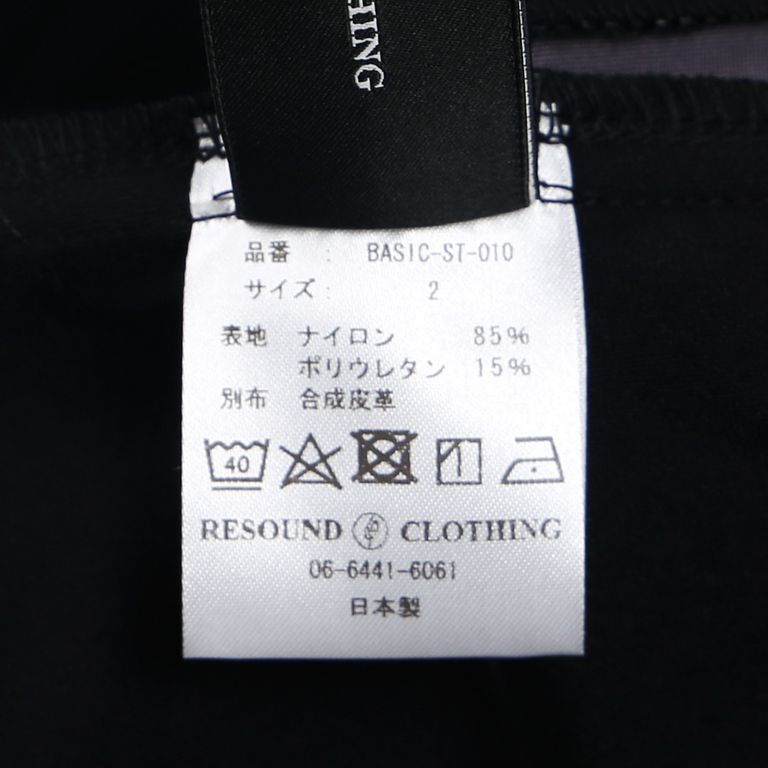 HING
品番 : BASIC-ST-010
サイズ: 2
表地 ナイロン 85%
ポリウレタン 15%
別布 合成皮革
40
RESOUND CLOTHING
06-6441-6061
日本製